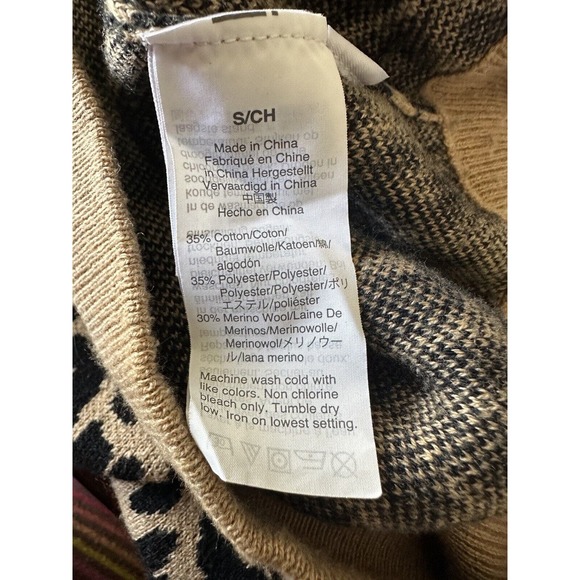 S/CH
Made in China
Fabriqué en Chine
in China Hergestellt
Vervaardigd in China
中国製
Hecho en China
35% Cotton/Coton/
Baumwolle/Katoen/綿/
algodón
35% Polyester/Polyester/
Polyester/Polyester/ポリ
エステル/poliéster
30% Merino Wool/Laine De
Merinos/Merinowolle/
Merinowol/メリノウー
ル/lana merino
Machine wash cold with
like colors. Non chlorine
bleach only. Tumble dry
low. Iron on lowest setting.